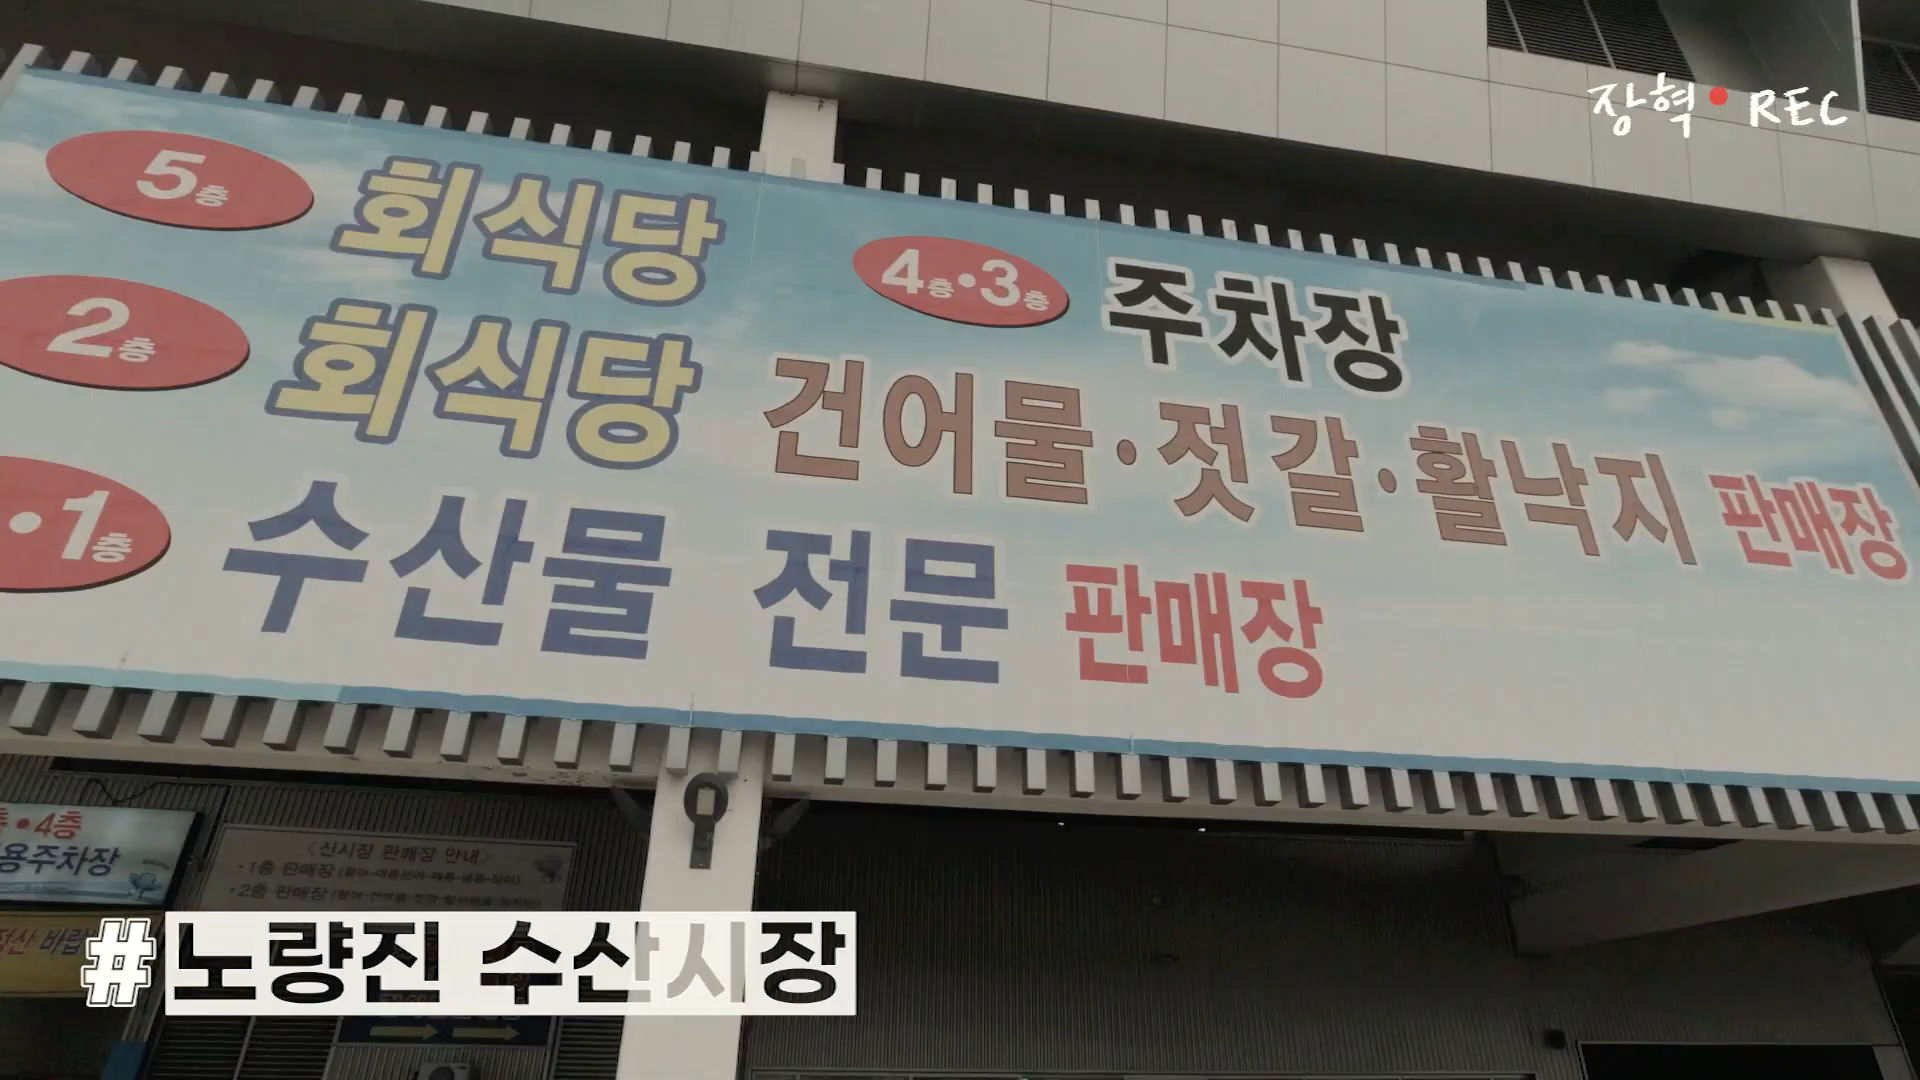 장혁 • REC
5층 회식당
4층•3층 주차장
2층 회식당 건어물·젓갈·활낙지 판매장
•1층 수산물 전문 판매장
•4층
용주차장
<신시장 판매장 안내>
•1층 판매장
•2층 판매장
# 노량진 수산시장